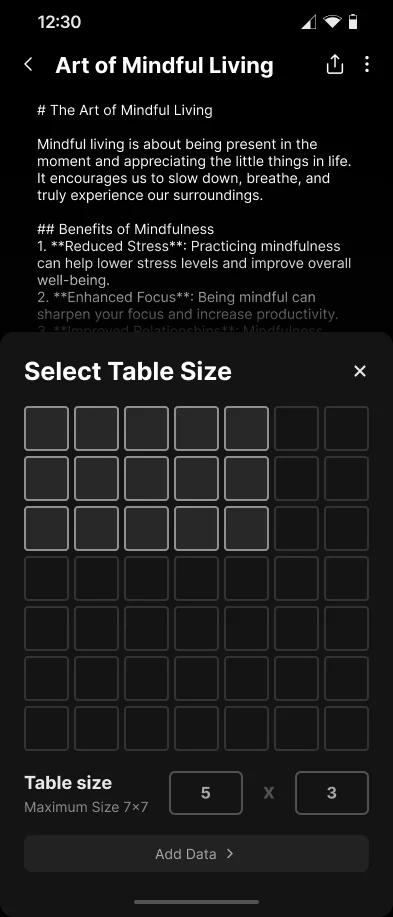 12:30
Art of Mindful Living
# The Art of Mindful Living
Mindful living is about being present in the
moment and appreciating the little things in life.
It encourages us to slow down, breathe, and
truly experience our surroundings.
## Benefits of Mindfulness
1. **Reduced Stress**: Practicing mindfulness
can help lower stress levels and improve overall
well-being.
2. **Enhanced Focus**: Being mindful can
sharpen your focus and increase productivity.
3. **Improved Relationships**: Mindfulness
Select Table Size
Table size
Maximum Size 7x7
5 X 3
Add Data